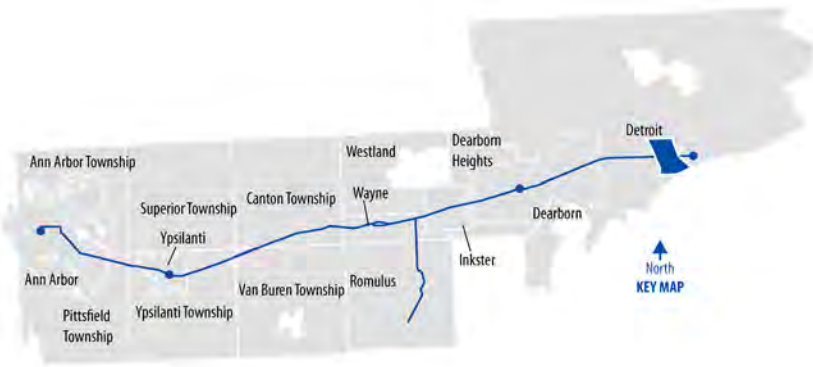 Ann Arbor Township
Superior Township
Ypsilanti
Canton Township
Westland
Wayne
Dearborn
Heights
Detroit
Dearborn
Inkster
Ann Arbor
Pittsfield
Township
Ypsilanti Township
Van Buren Township
Romulus
North
KEY MAP